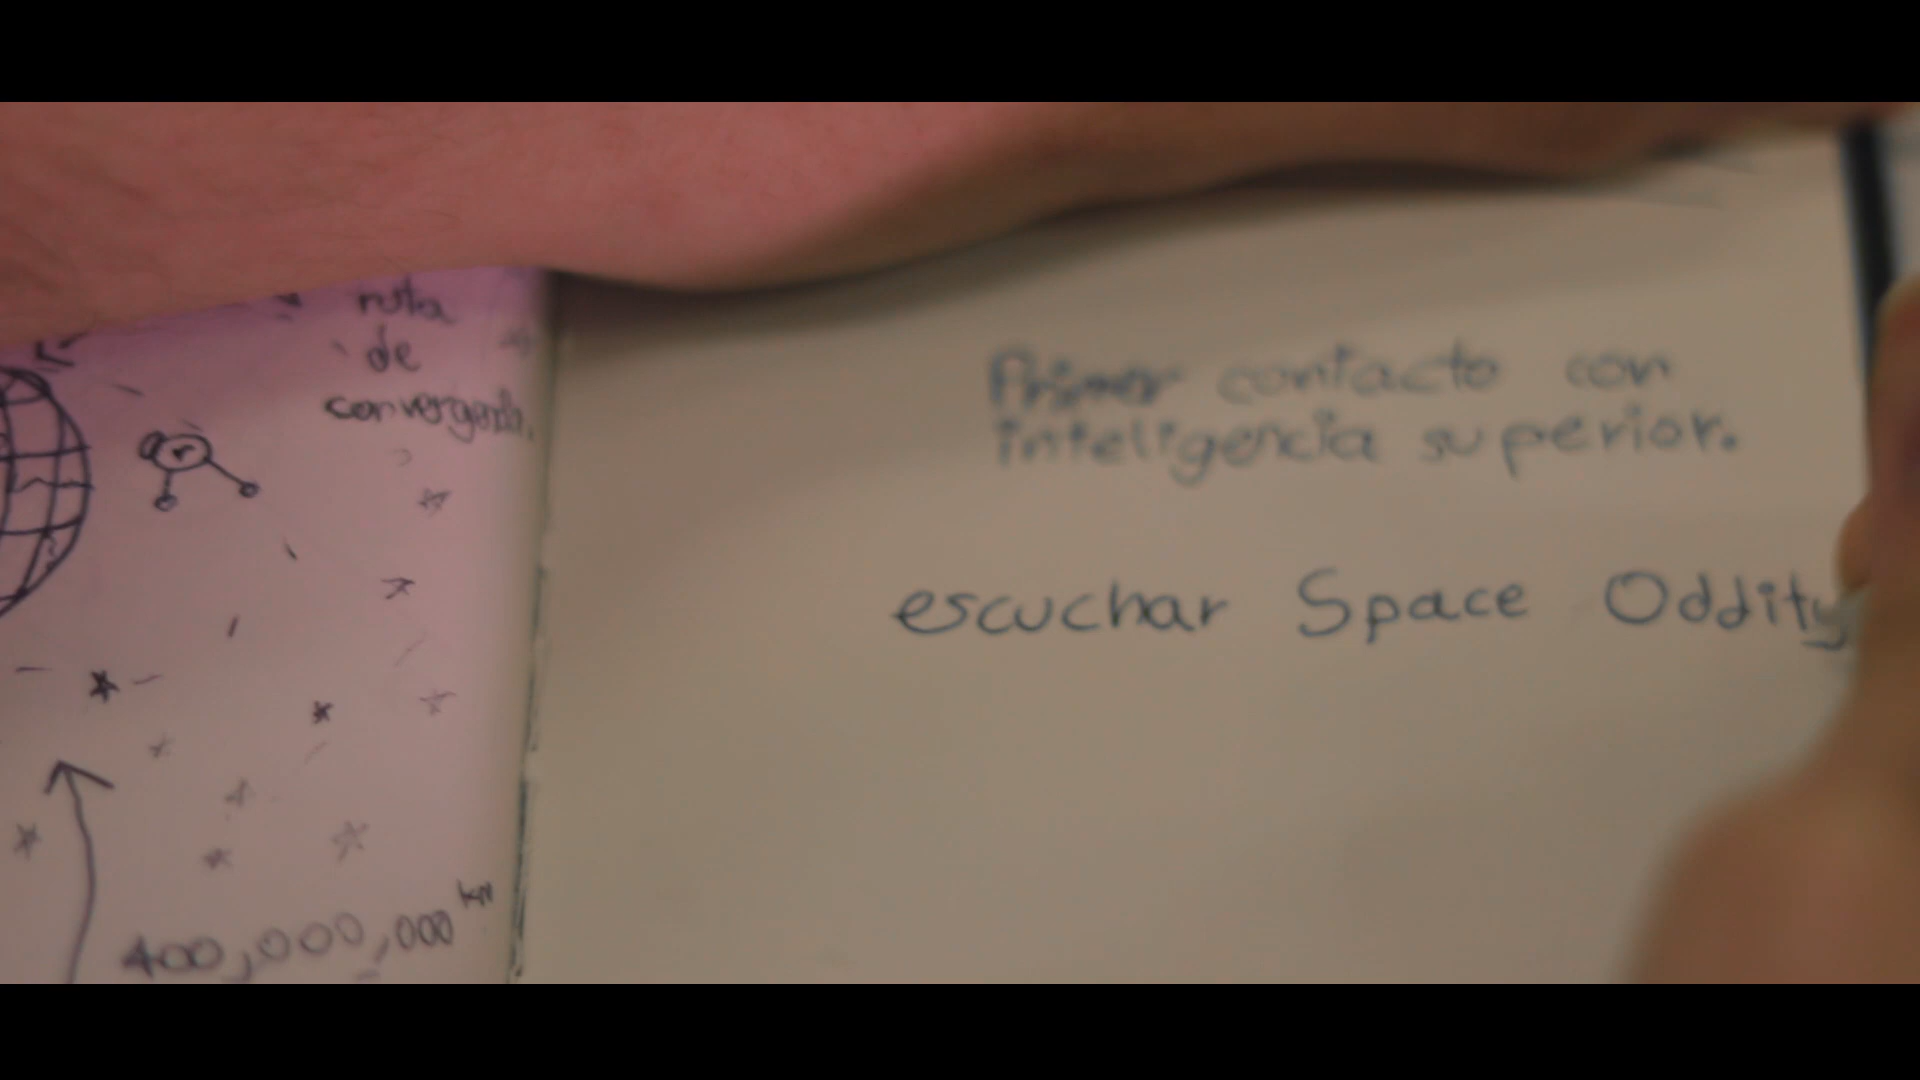 ruta
de
convergencia.
400,000,000 km
Primer contacto con
inteligencia superior.
escuchar Space Oddity